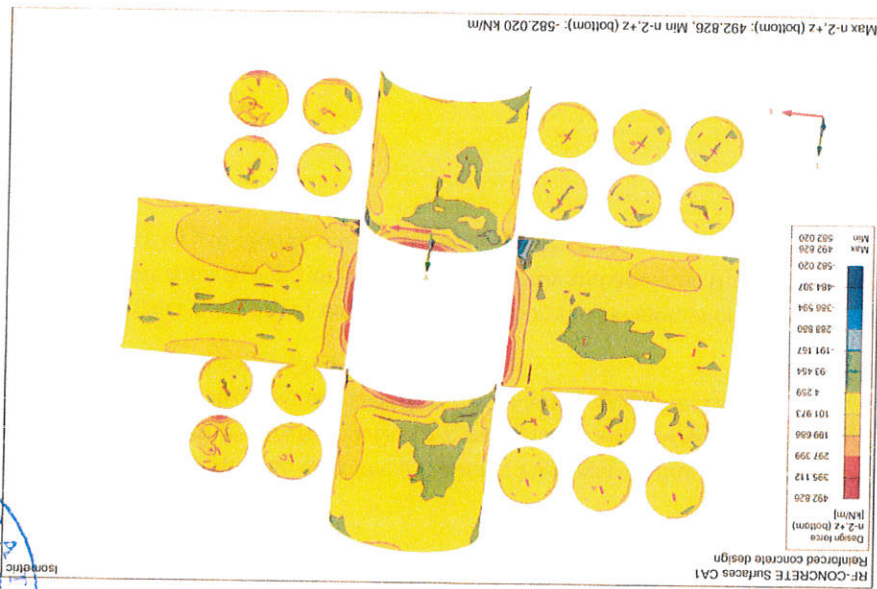 RF-CONCRETE Surfaces CA1
Isometric
Reinforced concrete design
Design force
n-2,+z (bottom)
[kN/m]
492.826
395.112
297.399
199.686
101.973
4.259
-93.454
-191.167
-288.880
-386.594
-484.307
-582.020
Max 492.826
Min 582.020
Max n-2,+z (bottom): 492.826, Min n-2,+z (bottom): -582.020 kN/m